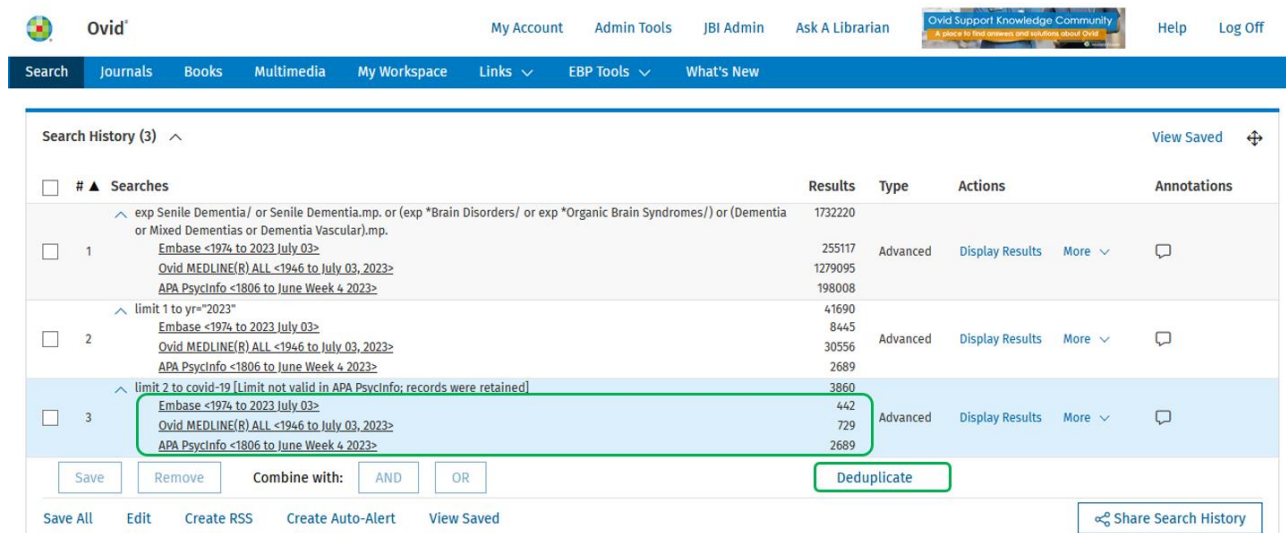 Ovid®
My Account Admin Tools JBI Admin Ask A Librarian Ovid Support Knowledge Community Help Log Off
A place to find answers and solutions about Ovid
Search Journals Books Multimedia My Workspace Links EBP Tools What's New
Search History (3) View Saved
# ▲ Searches Results Type Actions Annotations
exp Senile Dementia/ or Senile Dementia.mp. or (exp *Brain Disorders/ or exp *Organic Brain Syndromes/) or (Dementia 1732220
or Mixed Dementias or Dementia Vascular).mp.
1 Embase <1974 to 2023 July 03> 255117 Advanced Display Results More
Ovid MEDLINE(R) ALL <1946 to July 03, 2023> 1279095
APA PsycInfo <1806 to June Week 4 2023> 198008
limit 1 to yr="2023" 41690
Embase <1974 to 2023 July 03> 8445
2 Ovid MEDLINE(R) ALL <1946 to July 03, 2023> 30556 Advanced Display Results More
APA PsycInfo <1806 to June Week 4 2023> 2689
limit 2 to covid-19 [Limit not valid in APA PsycInfo; records were retained] 3860
Embase <1974 to 2023 July 03> 442
3 Ovid MEDLINE(R) ALL <1946 to July 03, 2023> 729 Advanced Display Results More
APA PsycInfo <1806 to June Week 4 2023> 2689
Save Remove Combine with: AND OR Deduplicate
Save All Edit Create RSS Create Auto-Alert View Saved Share Search History